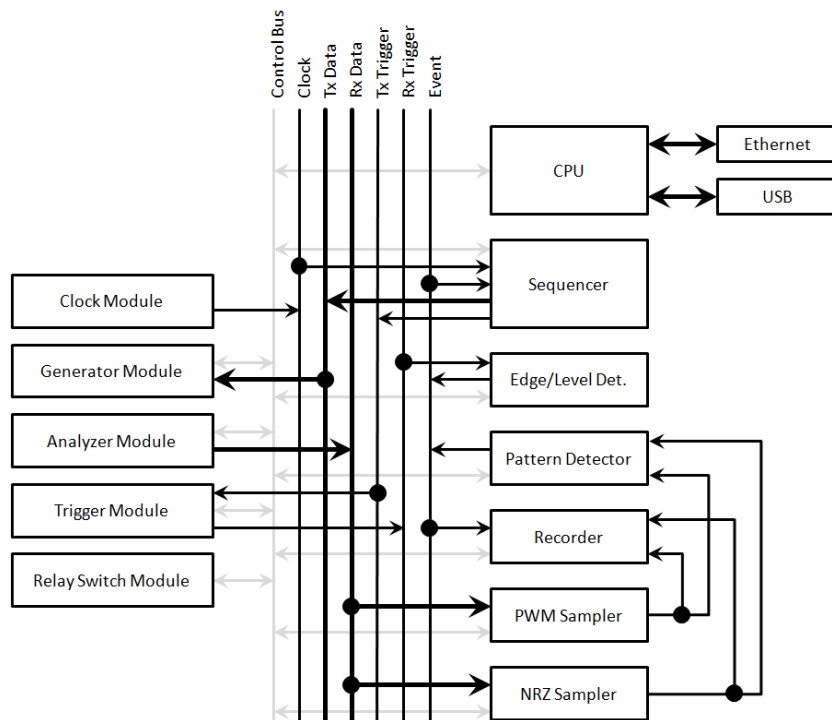 Control Bus
Clock
Tx Data
Rx Data
Tx Trigger
Rx Trigger
Event
CPU
Ethernet
USB
Sequencer
Clock Module
Generator Module
Edge/Level Det.
Analyzer Module
Pattern Detector
Trigger Module
Recorder
Relay Switch Module
PWM Sampler
NRZ Sampler